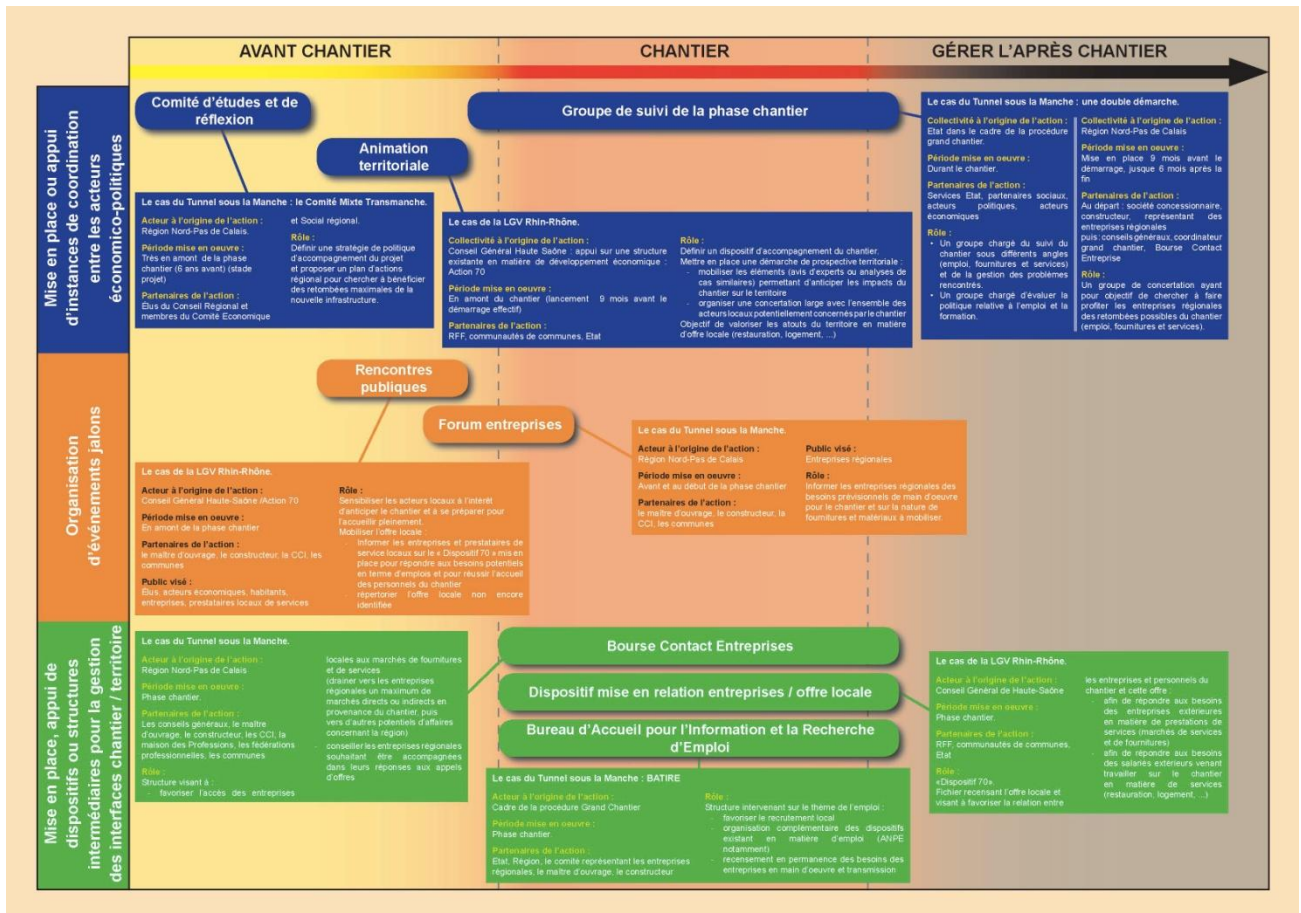 AVANT CHANTIER
CHANTIER
GÉRER L'APRÈS CHANTIER
Mise en place ou appui
d'instances de coordination
entre les acteurs
économico-politiques
Comité d'études et de
réflexion
Animation
territoriale
Groupe de suivi de la phase chantier
Le cas du Tunnel sous la Manche : le Comité Mixte Transmanche.
Acteur à l'origine de l'action :
Région Nord-Pas de Calais.
Période mise en oeuvre :
Très en amont de la phase
chantier (6 ans avant) (stade
projet)
Partenaires de l'action :
Élus du Conseil Régional et
membres du Comité Economique
et Social régional.
Rôle :
Définir une stratégie de politique
d'accompagnement du projet
et proposer un plan d'actions
régional pour chercher à bénéficier
des retombées maximales de la
nouvelle infrastructure.
Le cas de la LGV Rhin-Rhône.
Collectivité à l'origine de l'action :
Conseil Général Haute Saône : appui sur une structure
existante en matière de développement économique :
Action 70
Période mise en oeuvre :
En amont du chantier (lancement 9 mois avant le
démarrage effectif)
Partenaires de l'action :
RFF, communautés de communes, Etat
Rôle :
Définir un dispositif d'accompagnement du chantier.
Mettre en place une démarche de prospective territoriale :
- mobiliser les éléments (avis d'experts ou analyses de
cas similaires) permettant d'anticiper les impacts du
chantier sur le territoire
- organiser une concertation large avec l'ensemble des
acteurs locaux potentiellement concernés par le chantier
Objectif de valoriser les atouts du territoire en matière
d'offre locale (restauration, logement, ...)
Le cas du Tunnel sous la Manche : une double démarche.
Collectivité à l'origine de l'action :
Etat dans le cadre de la procédure
grand chantier.
Période mise en oeuvre :
Durant le chantier.
Partenaires de l'action :
Services Etat, partenaires sociaux,
acteurs politiques, acteurs
économiques
Rôle :
• Un groupe chargé du suivi du
chantier sous différents angles
(emploi, fournitures et services)
et de la gestion des problèmes
rencontrés.
• Un groupe chargé d'évaluer la
politique relative à l'emploi et la
formation.
Collectivité à l'origine de l'action :
Région Nord-Pas de Calais
Période mise en oeuvre :
Mise en place 9 mois avant le
démarrage, jusque 6 mois après la
fin
Partenaires de l'action :
Au départ : société concessionnaire,
constructeur, représentant des
entreprises régionales
puis : conseils généraux, coordinateur
grand chantier, Bourse Contact
Entreprise
Rôle :
Un groupe de concertation ayant
pour objectif de chercher à faire
profiter les entreprises régionales
des retombées possibles du chantier
(emploi, fournitures et services).
Organisation
d'événements jalons
Rencontres
publiques
Forum entreprises
Le cas de la LGV Rhin-Rhône.
Acteur à l'origine de l'action :
Conseil Général Haute-Saône /Action 70
Période mise en oeuvre :
En amont de la phase chantier
Partenaires de l'action :
le maître d'ouvrage, le constructeur, la CCI, les
communes
Public visé :
Élus, acteurs économiques, habitants,
entreprises, prestataires locaux de services
Rôle :
Sensibiliser les acteurs locaux à l'intérêt
d'anticiper le chantier et à se préparer pour
l'accueillir pleinement.
Mobiliser l'offre locale :
- Informer les entreprises et prestataires de
service locaux sur le « Dispositif 70 » mis en
place pour répondre aux besoins potentiels
en terme d'emplois et pour réussir l'accueil
des personnels du chantier
- répertorier l'offre locale non encore
identifiée
Le cas du Tunnel sous la Manche.
Acteur à l'origine de l'action :
Région Nord-Pas de Calais
Période mise en oeuvre :
Avant et au début de la phase chantier
Partenaires de l'action :
le maître d'ouvrage, le constructeur, la
CCI, les communes
Public visé :
Entreprises régionales
Rôle :
Informer les entreprises régionales des
besoins prévisionnels de main d'oeuvre
pour le chantier et sur la nature de
fournitures et matériaux à mobiliser.
Mise en place, appui de
dispositifs ou structures
intermédiaires pour la gestion
des interfaces chantier / territoire
Bourse Contact Entreprises
Dispositif mise en relation entreprises / offre locale
Bureau d'Accueil pour l'Information et la Recherche
d'Emploi
Le cas du Tunnel sous la Manche.
Acteur à l'origine de l'action :
Région Nord-Pas de Calais
Période mise en oeuvre :
Phase chantier.
Partenaires de l'action :
Les conseils généraux, le maître
d'ouvrage, le constructeur, les CCI, la
maison des Professions, les fédérations
professionnelles, les communes
Rôle :
Structure visant à :
- favoriser l'accès des entreprises
locales aux marchés de fournitures
et de services
(drainer vers les entreprises
régionales un maximum de
marchés directs ou indirects en
provenance du chantier, puis
vers d'autres potentiels d'affaires
concernant la région)
- conseiller les entreprises régionales
souhaitant être accompagnées
dans leurs réponses aux appels
d'offres
Le cas du Tunnel sous la Manche : BATIRE
Acteur à l'origine de l'action :
Cadre de la procédure Grand Chantier
Période mise en oeuvre :
Phase chantier.
Partenaires de l'action :
Etat, Région, le comité représentant les entreprises
régionales, le maître d'ouvrage, le constructeur
Rôle :
Structure intervenant sur le thème de l'emploi :
- favoriser le recrutement local
- organisation complémentaire des dispositifs
existant en matière d'emploi (ANPE
notamment)
- recensement en permanence des besoins des
entreprises en main d'oeuvre et transmission
Le cas de la LGV Rhin-Rhône.
Acteur à l'origine de l'action :
Conseil Général de Haute-Saône
Période mise en oeuvre :
Phase chantier.
Partenaires de l'action :
RFF, communautés de communes,
Etat
Rôle :
«Dispositif 70».
Fichier recensant l'offre locale et
visant à favoriser la relation entre
les entreprises et personnels du
chantier et cette offre :
- afin de répondre aux besoins
des entreprises extérieures
en matière de prestations de
services (marchés de services
et de fournitures)
- afin de répondre aux besoins
des salariés extérieurs venant
travailler sur le chantier
en matière de services
(restauration, logement, ...)